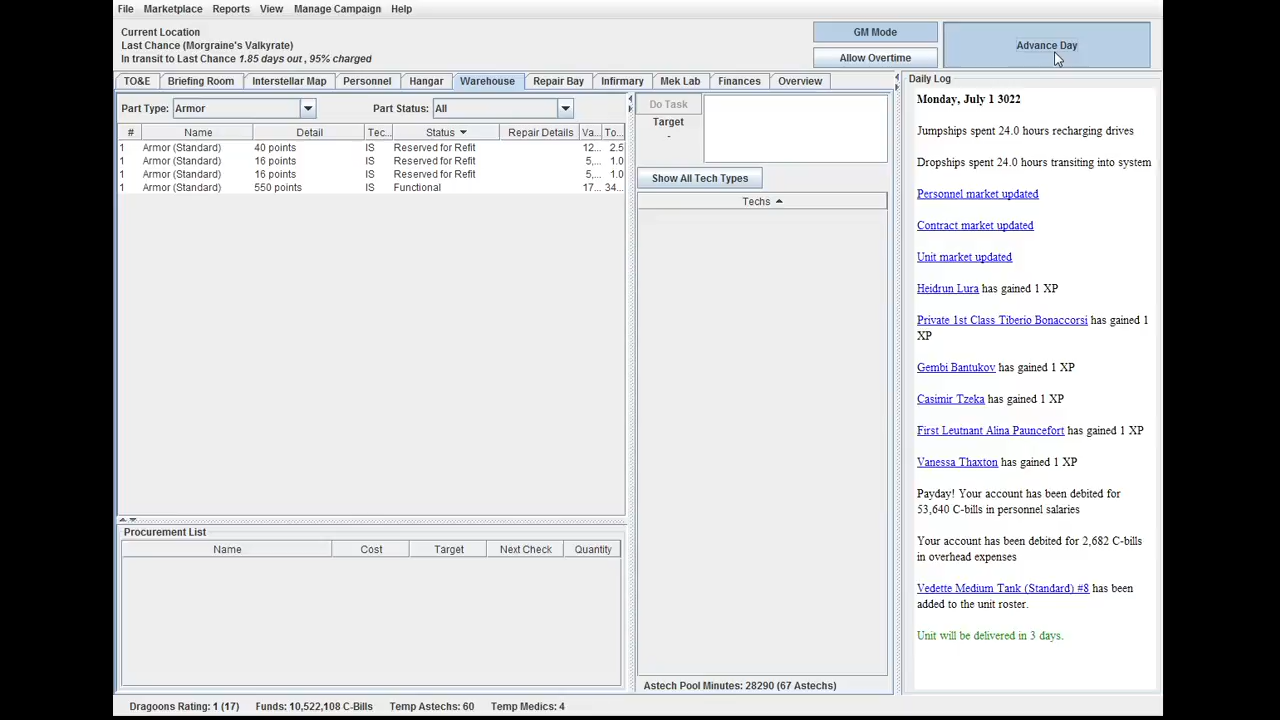 File Marketplace Reports View Manage Campaign Help
Current Location
Last Chance (Morgraine's Valkyrate)
In transit to Last Chance 1.85 days out , 95% charged
GM Mode
Allow Overtime
Advance Day
TO&E Briefing Room Interstellar Map Personnel Hangar Warehouse Repair Bay Infirmary Mek Lab Finances Overview
Part Type: Armor Part Status: All
# Name Detail Tec... Status Repair Details Va... To...
1 Armor (Standard) 40 points IS Reserved for Refit 12... 2.5
1 Armor (Standard) 16 points IS Reserved for Refit 5,... 1.0
1 Armor (Standard) 16 points IS Reserved for Refit 5,... 1.0
1 Armor (Standard) 550 points IS Functional 17... 34...
Procurement List
Name Cost Target Next Check Quantity
Do Task
Target
-
Show All Tech Types
Techs
Astech Pool Minutes: 28290 (67 Astechs)
Daily Log
Monday, July 1 3022
Jumpships spent 24.0 hours recharging drives
Dropships spent 24.0 hours transiting into system
Personnel market updated
Contract market updated
Unit market updated
Heidrun Lura has gained 1 XP
Private 1st Class Tiberio Bonaccorsi has gained 1
XP
Gembi Bantukov has gained 1 XP
Casimir Tzeka has gained 1 XP
First Leutnant Alina Pauncefort has gained 1 XP
Vanessa Thaxton has gained 1 XP
Payday! Your account has been debited for
53,640 C-bills in personnel salaries
Your account has been debited for 2,682 C-bills
in overhead expenses
Vedette Medium Tank (Standard) #8 has been
added to the unit roster.
Unit will be delivered in 3 days.
Dragoons Rating: 1 (17) Funds: 10,522,108 C-Bills Temp Astechs: 60 Temp Medics: 4